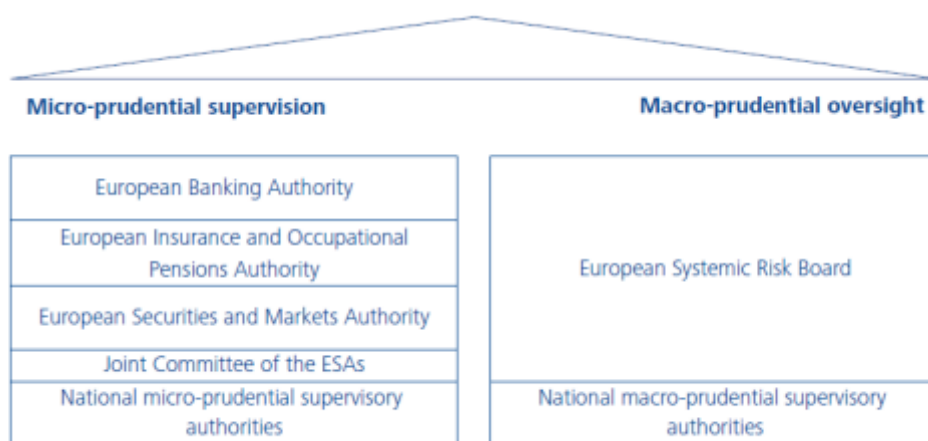 Micro-prudential supervision
Macro-prudential oversight
European Banking Authority
European Insurance and Occupational
Pensions Authority
European Securities and Markets Authority
Joint Committee of the ESAs
National micro-prudential supervisory
authorities
European Systemic Risk Board
National macro-prudential supervisory
authorities